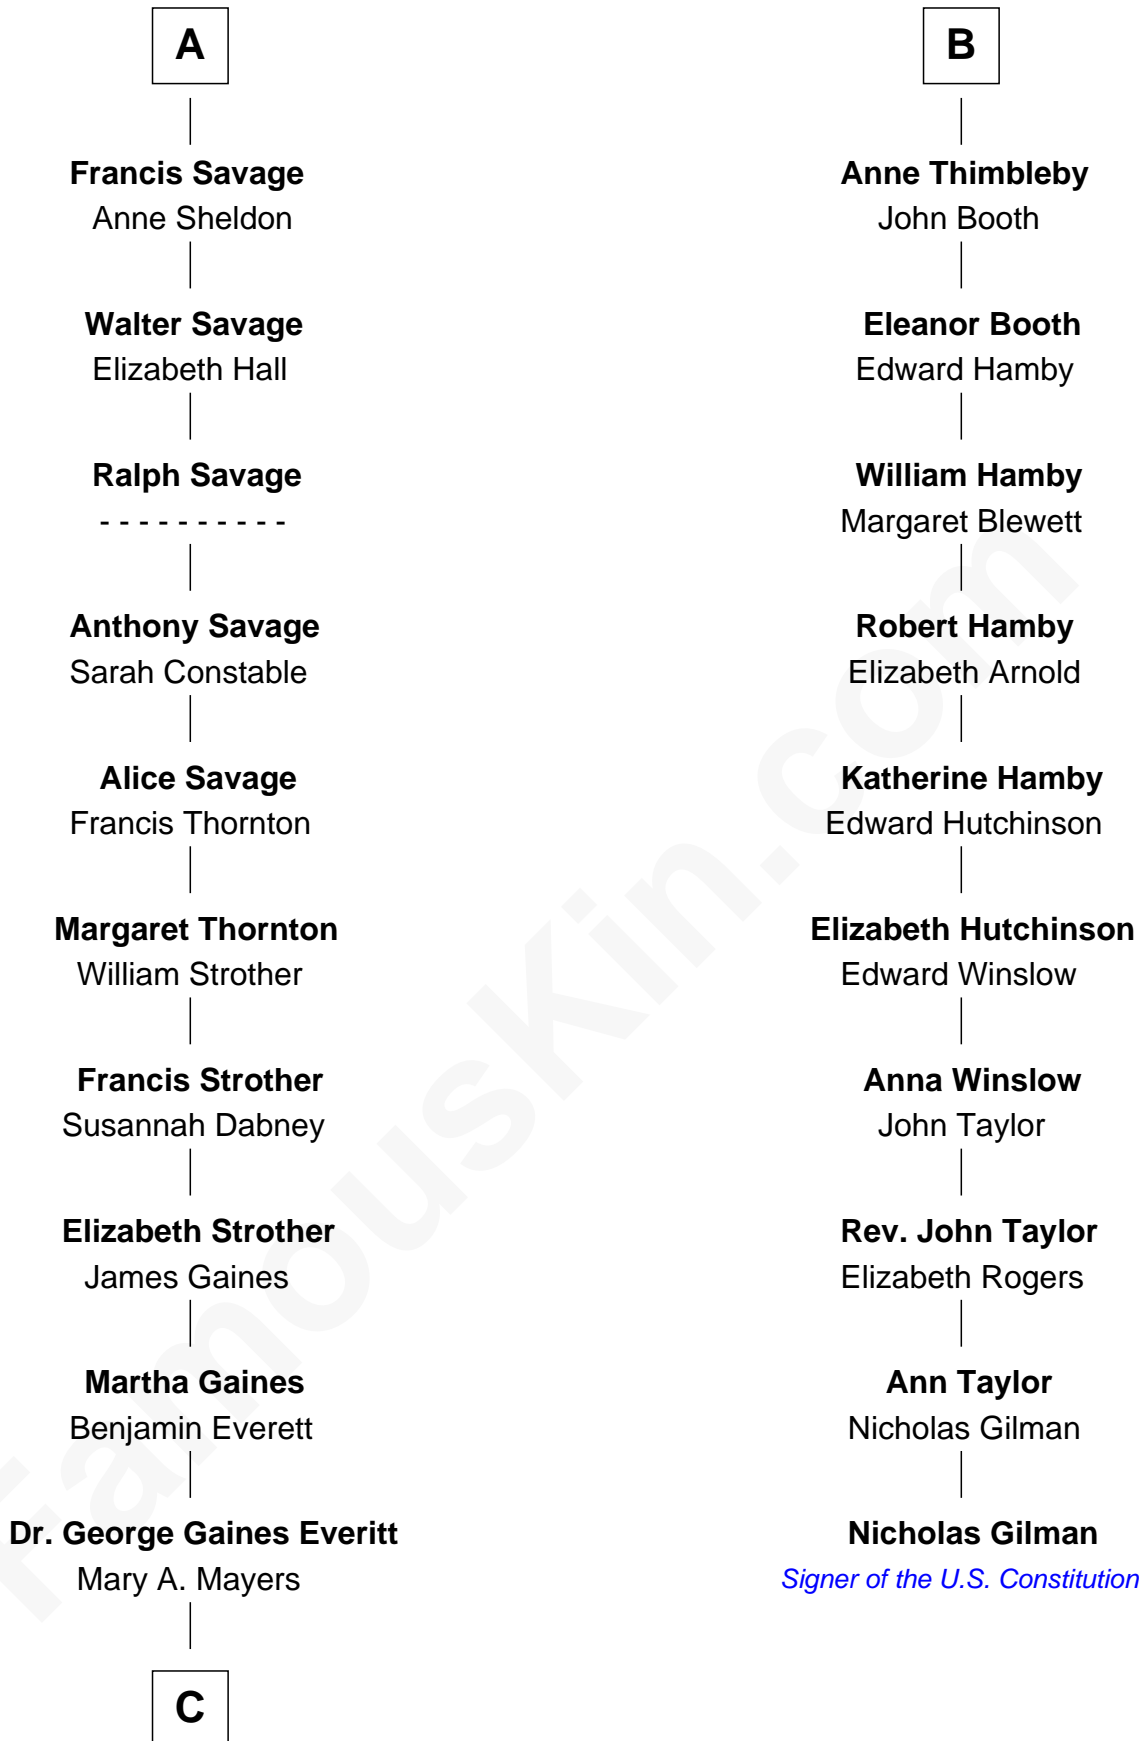 A
Francis Savage
Anne Sheldon
Walter Savage
Elizabeth Hall
Ralph Savage
- - - - - - - - - -
Anthony Savage
Sarah Constable
Alice Savage
Francis Thornton
Margaret Thornton
William Strother
Francis Strother
Susannah Dabney
Elizabeth Strother
James Gaines
Martha Gaines
Benjamin Everett
Dr. George Gaines Everitt
Mary A. Mayers
C
B
Anne Thimbleby
John Booth
Eleanor Booth
Edward Hamby
William Hamby
Margaret Blewett
Robert Hamby
Elizabeth Arnold
Katherine Hamby
Edward Hutchinson
Elizabeth Hutchinson
Edward Winslow
Anna Winslow
John Taylor
Rev. John Taylor
Elizabeth Rogers
Ann Taylor
Nicholas Gilman
Nicholas Gilman
Signer of the U.S. Constitution
FamousKin.com